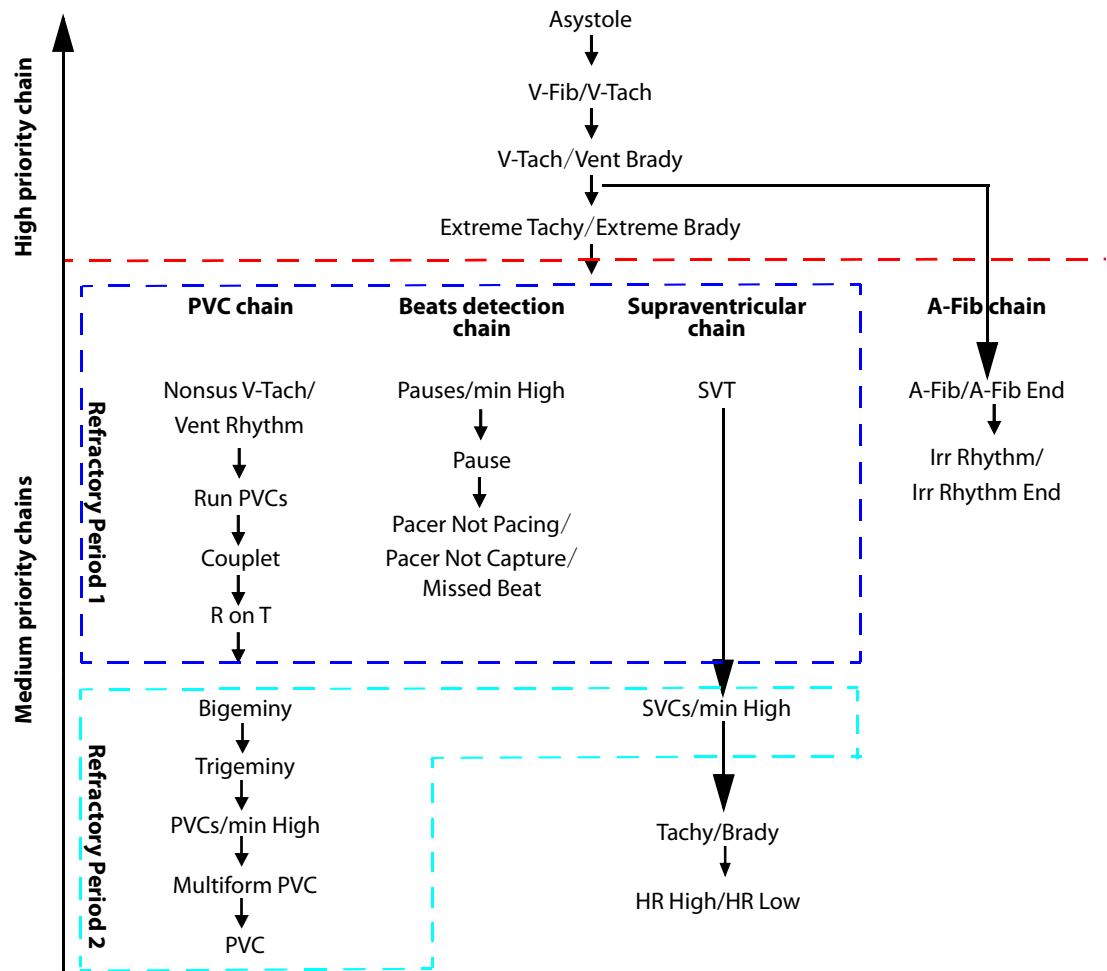 Asystole
V-Fib/V-Tach
V-Tach/Vent Brady
Extreme Tachy/Extreme Brady
High priority chain
PVC chain
Beats detection
chain
Supraventricular
chain
A-Fib chain
Nonsus V-Tach/
Vent Rhythm
Run PVCs
Couplet
R on T
Pauses/min High
Pause
Pacer Not Pacing/
Pacer Not Capture/
Missed Beat
SVT
A-Fib/A-Fib End
Irr Rhythm/
Irr Rhythm End
Refractory Period 1
Medium priority chains
Bigeminy
Trigeminy
PVCs/min High
Multiform PVC
PVC
SVCs/min High
Tachy/Brady
HR High/HR Low
Refractory Period 2